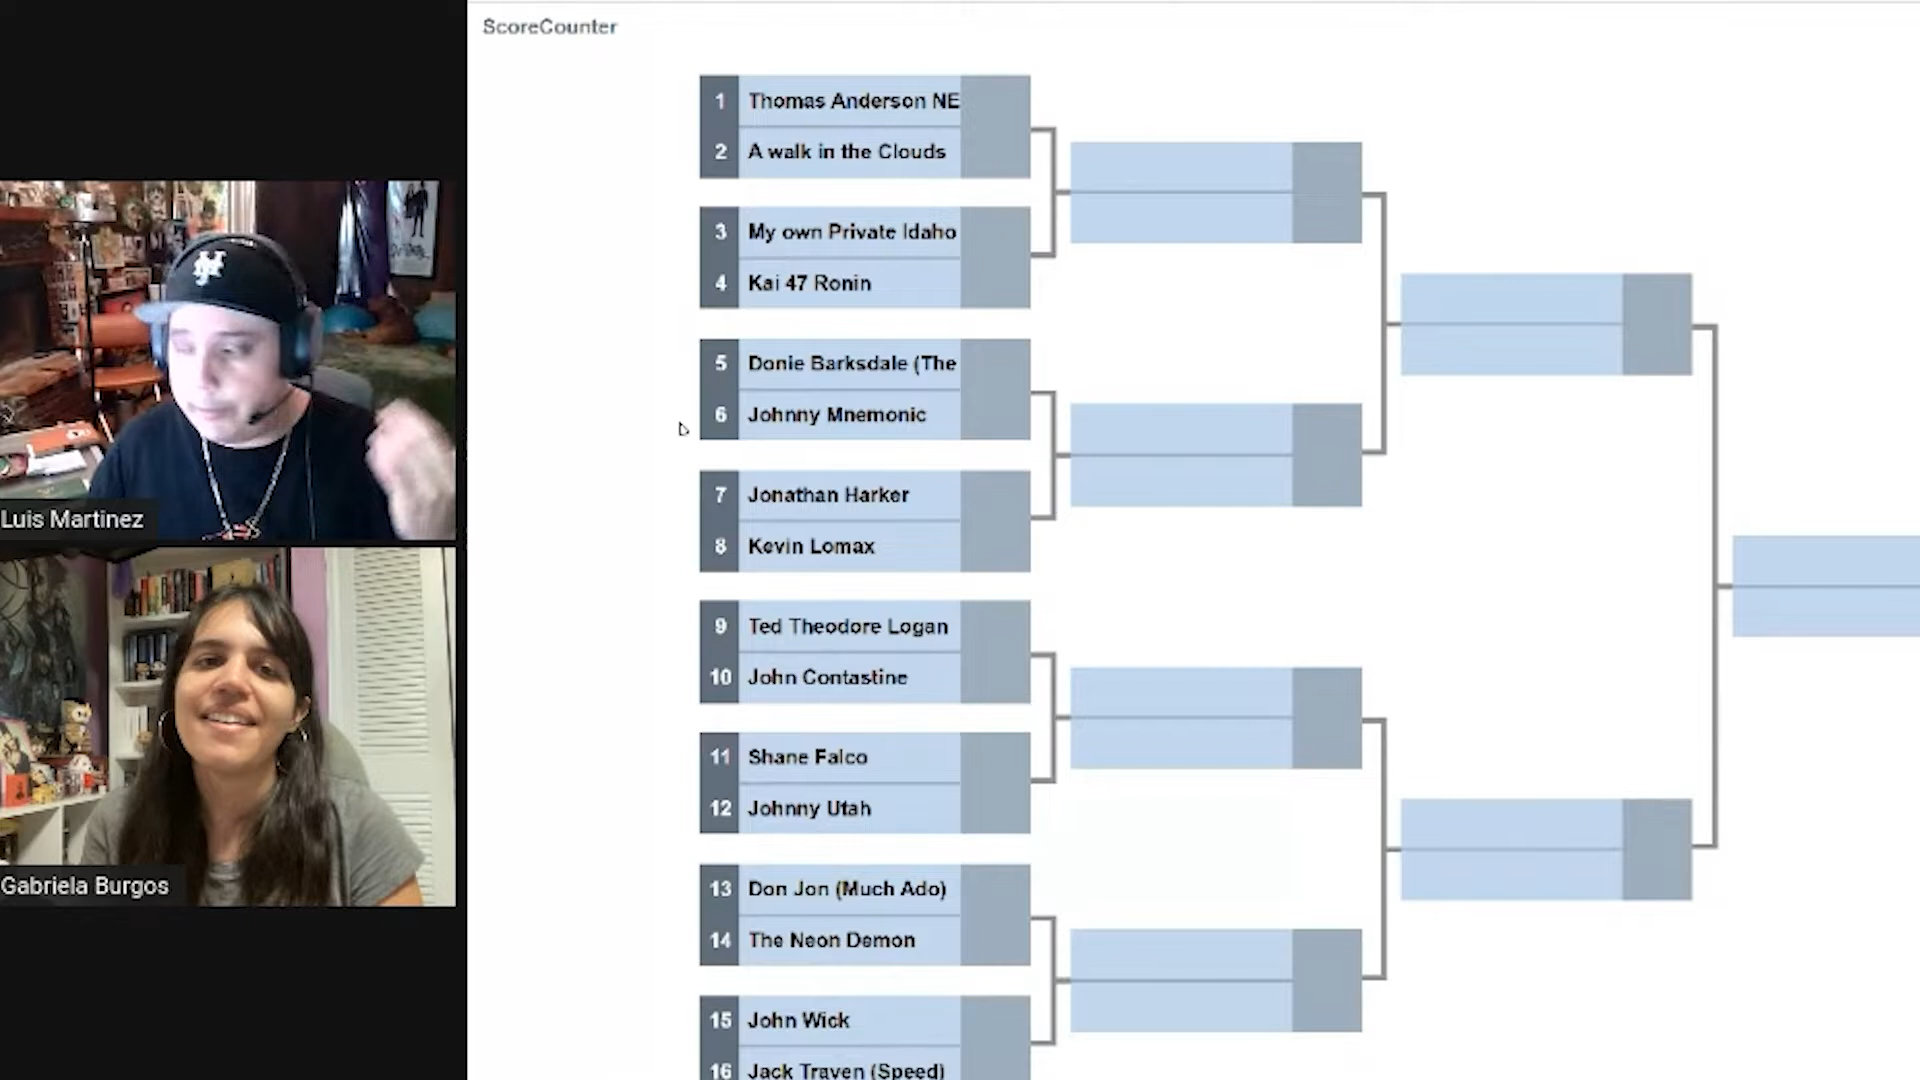 ScoreCounter
1 Thomas Anderson NE
2 A walk in the Clouds
3 My own Private Idaho
4 Kai 47 Ronin
5 Donie Barksdale (The
6 Johnny Mnemonic
7 Jonathan Harker
8 Kevin Lomax
9 Ted Theodore Logan
10 John Contastine
11 Shane Falco
12 Johnny Utah
13 Don Jon (Much Ado)
14 The Neon Demon
15 John Wick
16 Jack Traven (Speed)
Luis Martinez
Gabriela Burgos